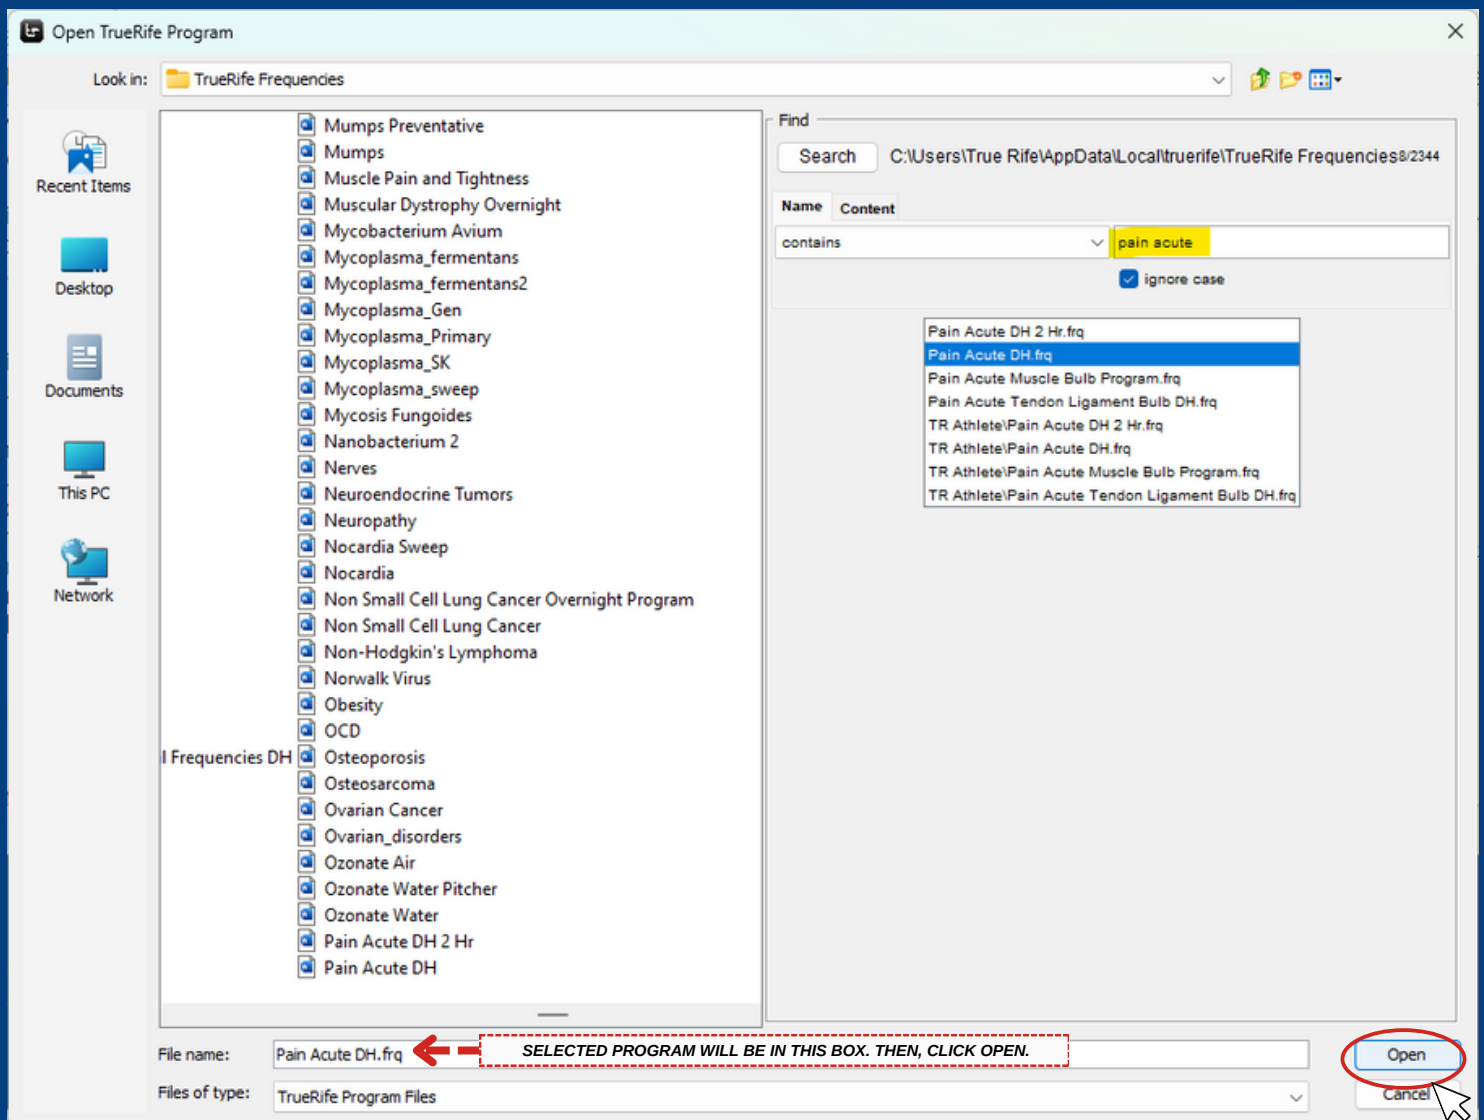 Open TrueRife Program
Look in:
TrueRife Frequencies
Recent Items
Desktop
Documents
This PC
Network
Mumps Preventative
Mumps
Muscle Pain and Tightness
Muscular Dystrophy Overnight
Mycobacterium Avium
Mycoplasma_fermentans
Mycoplasma_fermentans2
Mycoplasma_Gen
Mycoplasma_Primary
Mycoplasma_SK
Mycoplasma_sweep
Mycosis Fungoides
Nanobacterium 2
Nerves
Neuroendocrine Tumors
Neuropathy
Nocardia Sweep
Nocardia
Non Small Cell Lung Cancer Overnight Program
Non Small Cell Lung Cancer
Non-Hodgkin's Lymphoma
Norwalk Virus
Obesity
OCD
l Frequencies DH Osteoporosis
Osteosarcoma
Ovarian Cancer
Ovarian_disorders
Ozonate Air
Ozonate Water Pitcher
Ozonate Water
Pain Acute DH 2 Hr
Pain Acute DH
Find
Search C:\Users\True Rife\AppData\Local\truerife\TrueRife Frequencies 8/2344
Name Content
contains pain acute
ignore case
Pain Acute DH 2 Hr.frq
Pain Acute DH.frq
Pain Acute Muscle Bulb Program.frq
Pain Acute Tendon Ligament Bulb DH.frq
TR Athlete\Pain Acute DH 2 Hr.frq
TR Athlete\Pain Acute DH.frq
TR Athlete\Pain Acute Muscle Bulb Program.frq
TR Athlete\Pain Acute Tendon Ligament Bulb DH.frq
File name: Pain Acute DH.frq SELECTED PROGRAM WILL BE IN THIS BOX. THEN, CLICK OPEN. Open
Files of type: TrueRife Program Files Cancel